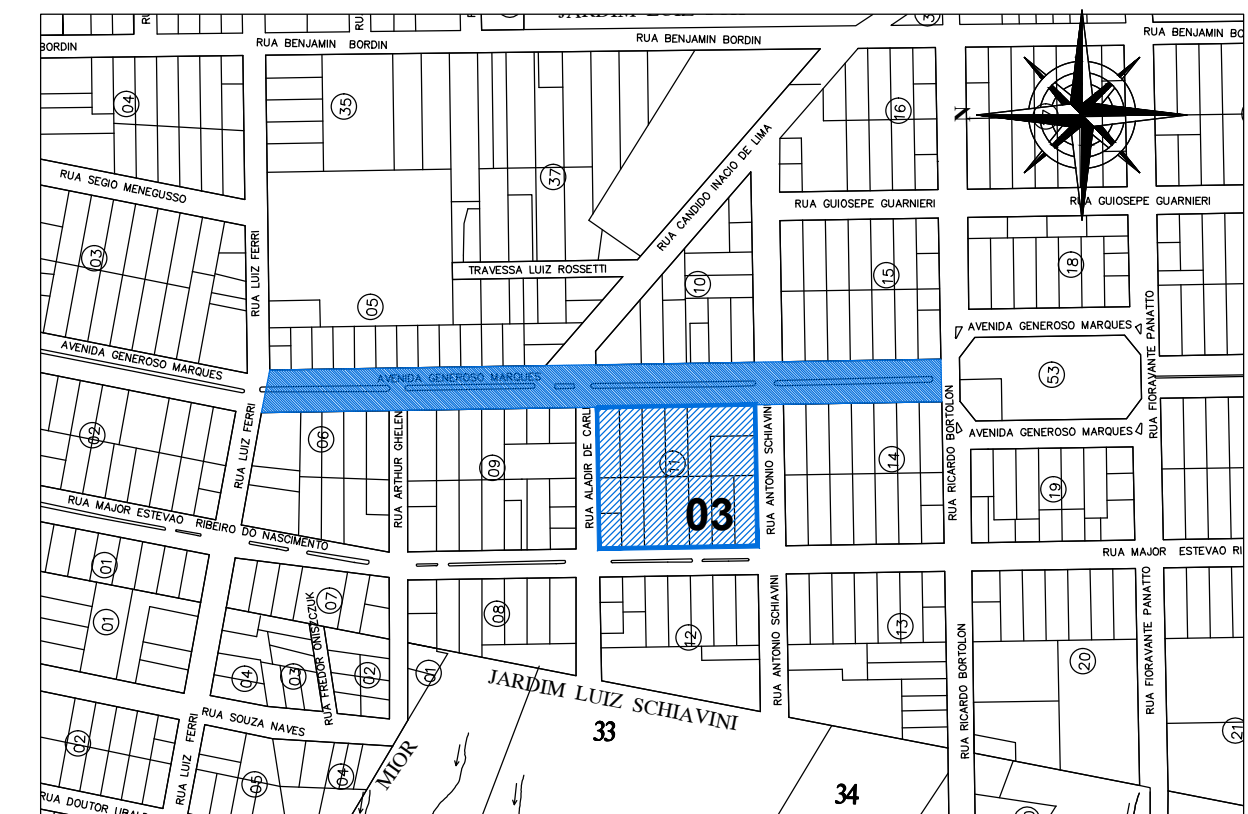 JARDIM LUIZ
BORDIN
RUA BENJAMIN BORDIN
RUA BENJAMIN BORDIN
RUA BENJAMIN BO
04
35
16
N
37
RUA SEGIO MENEGUSSO
RUA CANDIDO INACIO DE LIMA
RUA GUIOSEPE GUARNIERI
RUA GUIOSEPE GUARNIERI
03
RUA LUIZ FERRI
TRAVESSA LUIZ ROSSETTI
05
10
15
18
AVENIDA GENEROSO MARQUES
RUA FIORAVANTE PANATTO
AVENIDA GENEROSO MARQUES
AVENIDA GENEROSO MARQUES
53
02
RUA LUIZ FERRI
06
RUA ARTHUR GHELEN
09
RUA ALADIR DE CARLI
11
03
RUA ANTONIO SCHIAVINI
14
RUA RICARDO BORTOLON
AVENIDA GENEROSO MARQUES
19
RUA MAJOR ESTEVAO RIBEIRO DO NASCIMENTO
RUA MAJOR ESTEVAO RI
01
01
07
RUA FREDOR ONISZCZUK
08
12
RUA ANTONIO SCHIAVINI
13
RUA RICARDO BORTOLON
20
RUA FIORAVANTE PANATTO
04
03
02
01
JARDIM LUIZ SCHIAVINI
33
RUA SOUZA NAVES
02
RUA LUIZ FERRI
05
04
MIOR
34
21
RUA DOUTOR UBAL